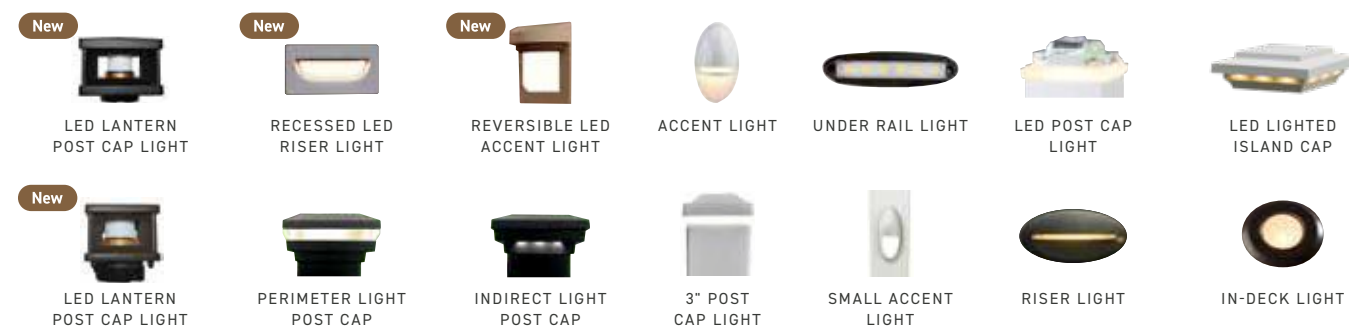 New
LED LANTERN
POST CAP LIGHT
New
RECESSED LED
RISER LIGHT
New
REVERSIBLE LED
ACCENT LIGHT
ACCENT LIGHT
UNDER RAIL LIGHT
LED POST CAP
LIGHT
LED LIGHTED
ISLAND CAP
New
LED LANTERN
POST CAP LIGHT
PERIMETER LIGHT
POST CAP
INDIRECT LIGHT
POST CAP
3" POST
CAP LIGHT
SMALL ACCENT
LIGHT
RISER LIGHT
IN-DECK LIGHT